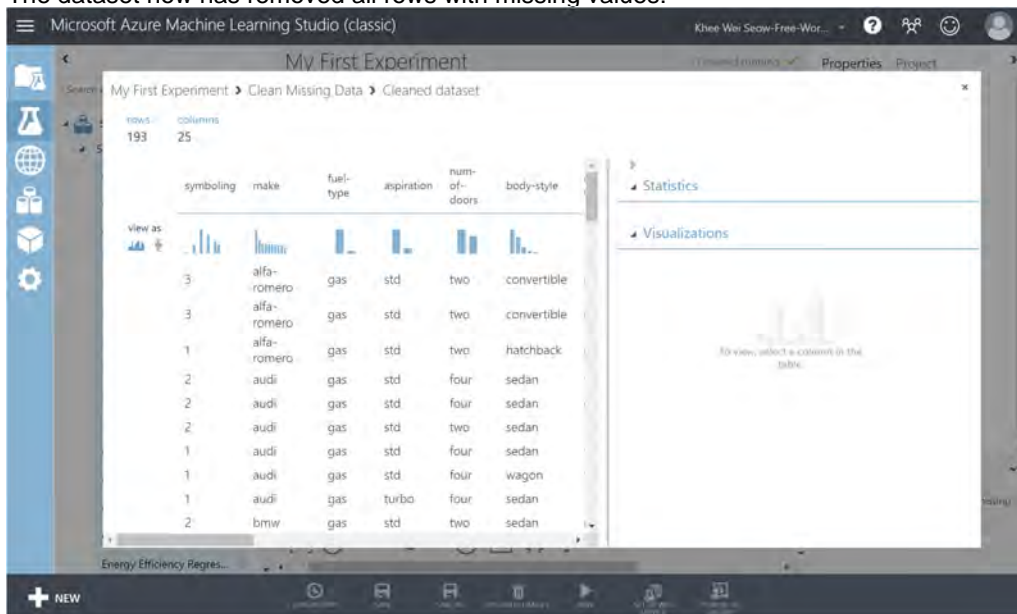 The dataset now has removed all rows with missing values.
Microsoft Azure Machine Learning Studio (classic)
Khee Wei Seow-Free-Wor...
My First Experiment
Finished running
Properties Project
My First Experiment > Clean Missing Data > Cleaned dataset
rows columns
193 25
symboling make fuel-type aspiration num-of-doors body-style
view as
3 alfa-romero gas std two convertible
3 alfa-romero gas std two convertible
1 alfa-romero gas std two hatchback
2 audi gas std four sedan
2 audi gas std four sedan
2 audi gas std two sedan
1 audi gas std four sedan
1 audi gas std four wagon
1 audi gas turbo four sedan
2 bmw gas std two sedan
Statistics
Visualizations
To view, select a column in the
table.
Energy Efficiency Regres...
NEW